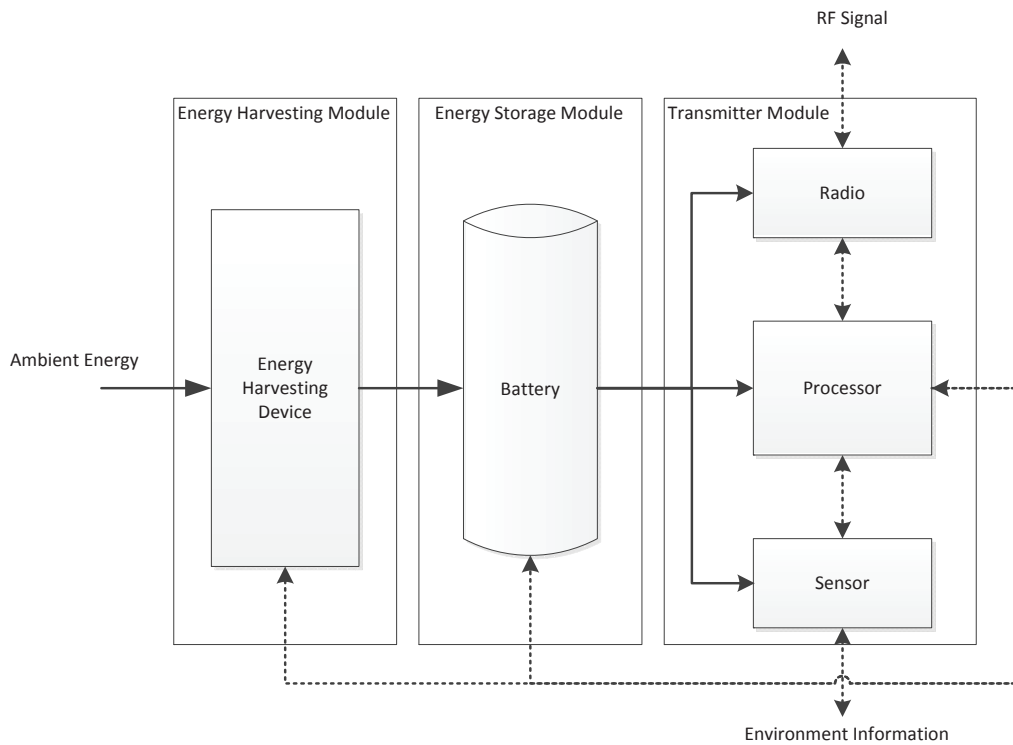 RF Signal
Energy Harvesting Module
Energy Storage Module
Transmitter Module
Radio
Ambient Energy
Energy
Harvesting
Device
Battery
Processor
Sensor
Environment Information